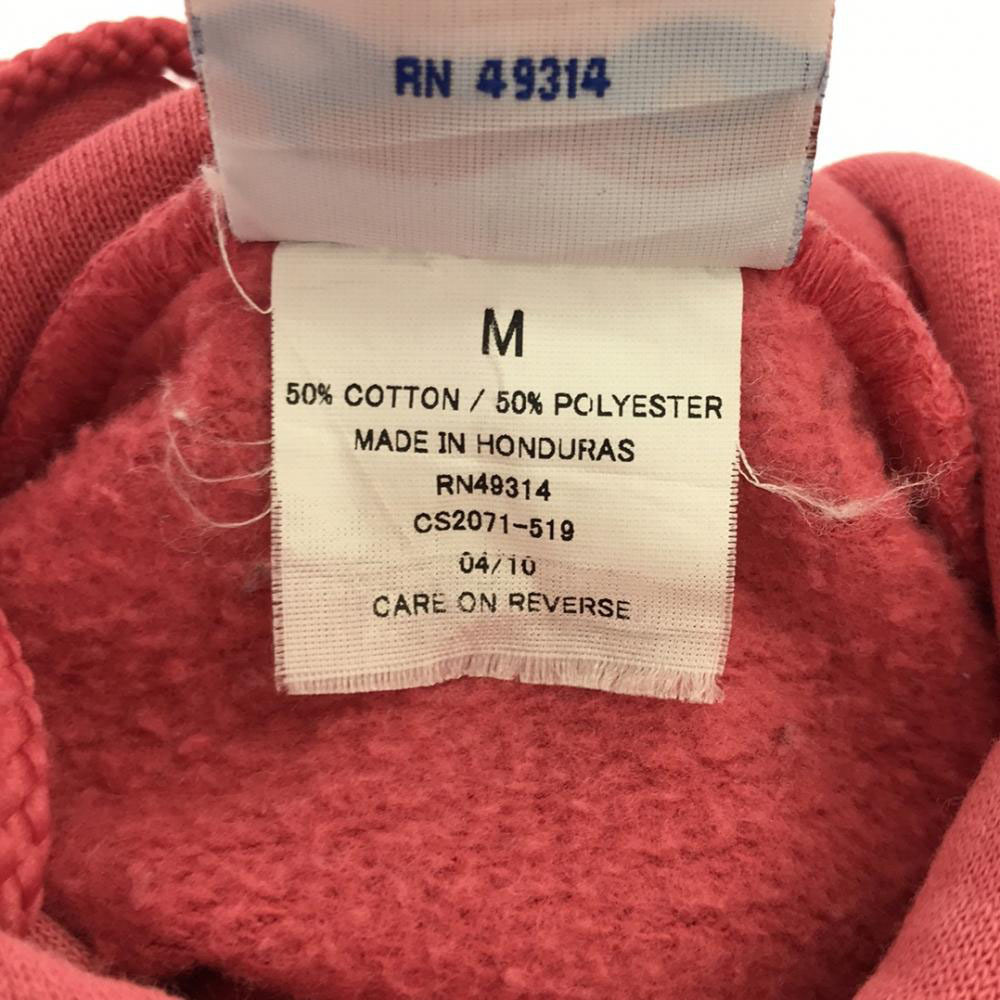 RN 49314
M
50% COTTON / 50% POLYESTER
MADE IN HONDURAS
RN49314
CS2071-519
04/10
CARE ON REVERSE